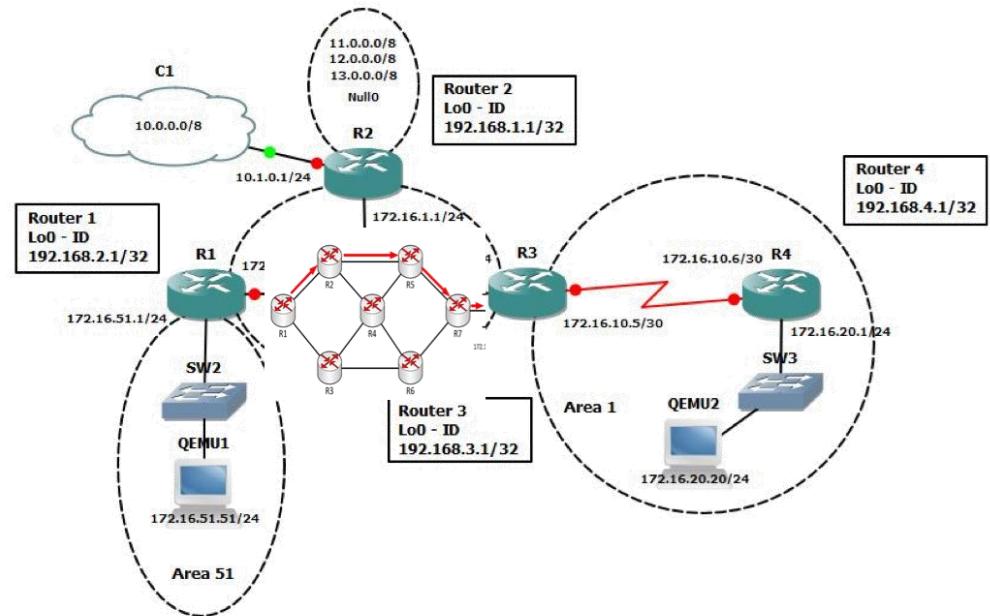 11.0.0.0/8
12.0.0.0/8
13.0.0.0/8
Null0
C1
10.0.0.0/8
R2
10.1.0.1/24
Router 2
Lo0 - ID
192.168.1.1/32
172.16.1.1/24
Router 4
Lo0 - ID
192.168.4.1/32
Router 1
Lo0 - ID
192.168.2.1/32
R1
172.16.51.1/24
R2
R5
R1
R4
R7
R3
R6
R3
172.16.10.6/30
R4
172.16.10.5/30
172.16.20.1/24
SW2
SW3
Router 3
Lo0 - ID
192.168.3.1/32
Area 1
QEMU2
172.16.20.20/24
QEMU1
172.16.51.51/24
Area 51